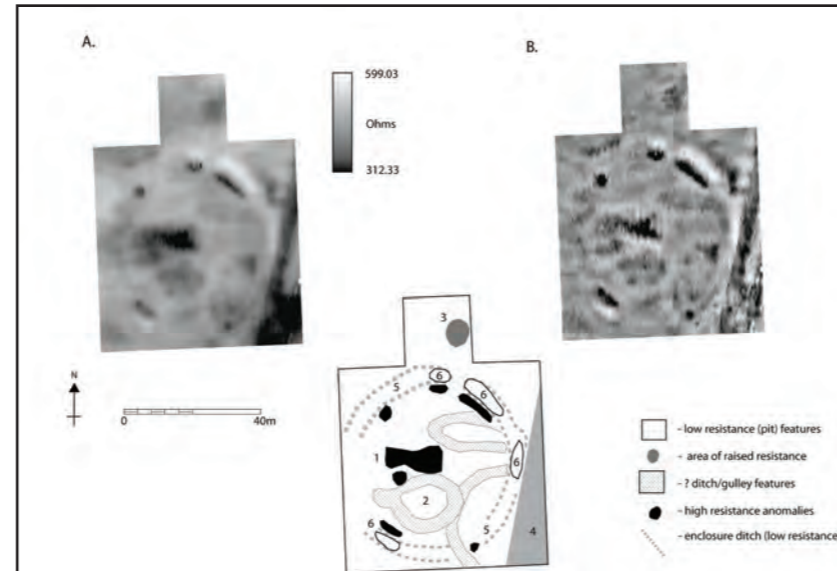 A.
B.
599.03
Ohms
312.33
N
0
40m
3
6
5
6
1
6
2
6
5
4
- low resistance (pit) features
- area of raised resistance
- ? ditch/gulley features
- high resistance anomalies
- enclosure ditch (low resistance